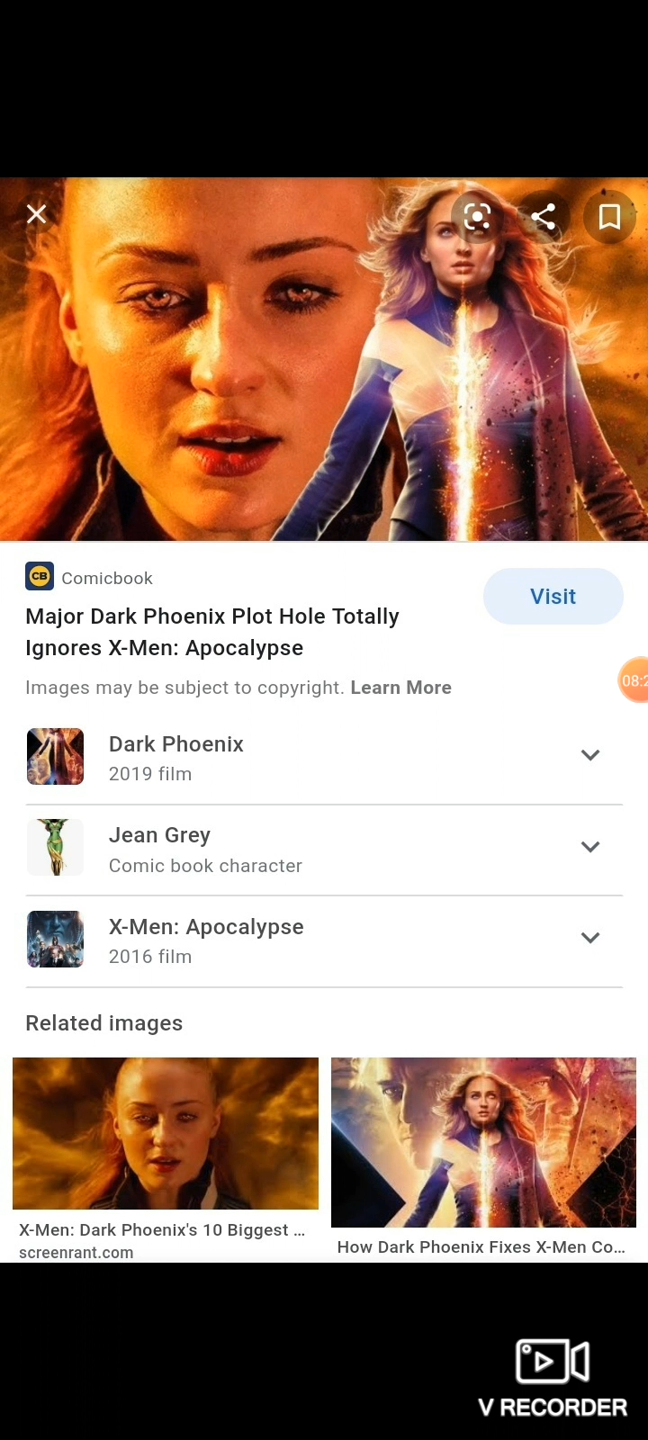 CB Comicbook
Major Dark Phoenix Plot Hole Totally
Ignores X-Men: Apocalypse
Visit
Images may be subject to copyright. Learn More
08:2
Dark Phoenix
2019 film
Jean Grey
Comic book character
X-Men: Apocalypse
2016 film
Related images
X-Men: Dark Phoenix's 10 Biggest ...
screenrant.com
How Dark Phoenix Fixes X-Men Co...
V RECORDER